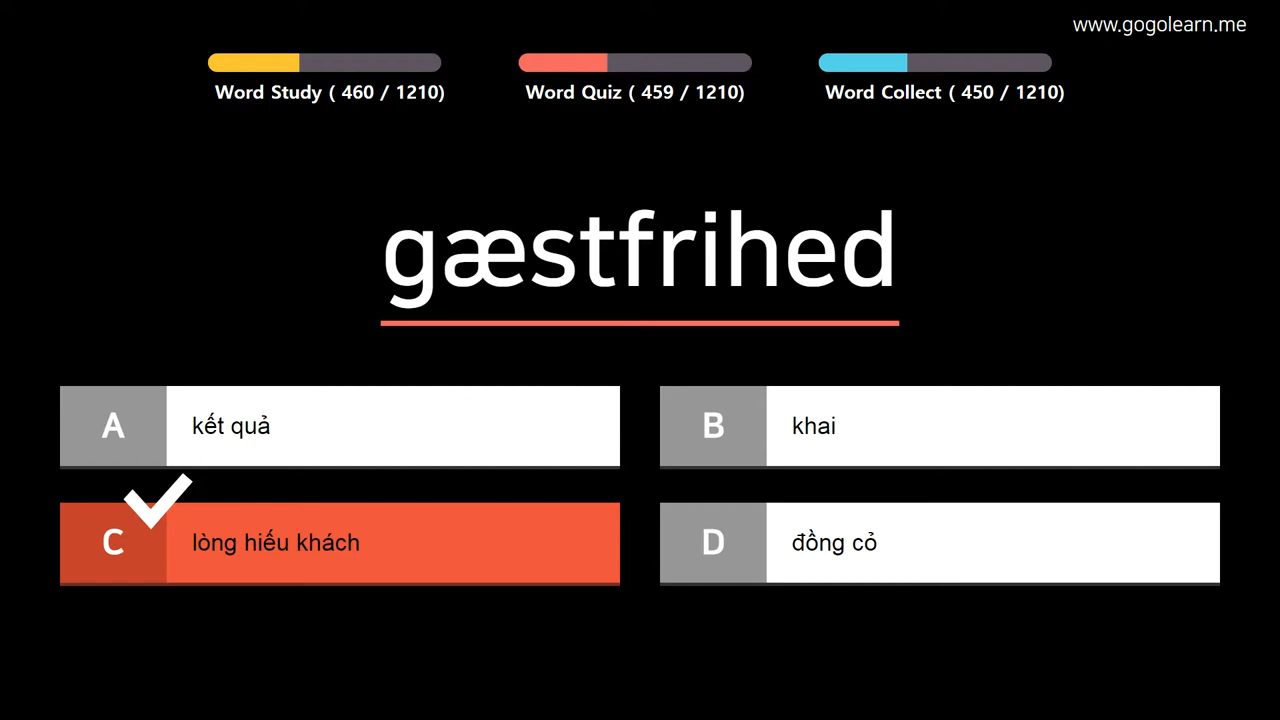 www.gogolearn.me
Word Study ( 460 / 1210)
Word Quiz ( 459 / 1210)
Word Collect ( 450 / 1210)
gæstfrihed
A kết quả
B khai
C lòng hiếu khách
D đồng cỏ